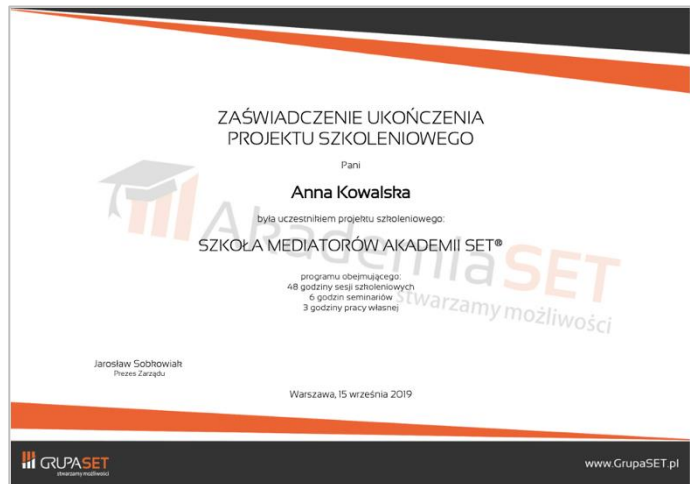 ZAŚWIADCZENIE UKOŃCZENIA
PROJEKTU SZKOLENIOWEGO
Pani
Anna Kowalska
była uczestnikiem projektu szkoleniowego:
SZKOŁA MEDIATORÓW AKADEMII SET®
AkademiaSET
stwarzamy możliwości
programu obejmującego:
48 godziny sesji szkoleniowych
6 godzin seminariów
3 godziny pracy własnej
Jarosław Sobkowiak
Prezes Zarządu
Warszawa, 15 września 2019
GRUPASET
stwarzamy możliwości
www.GrupaSET.pl